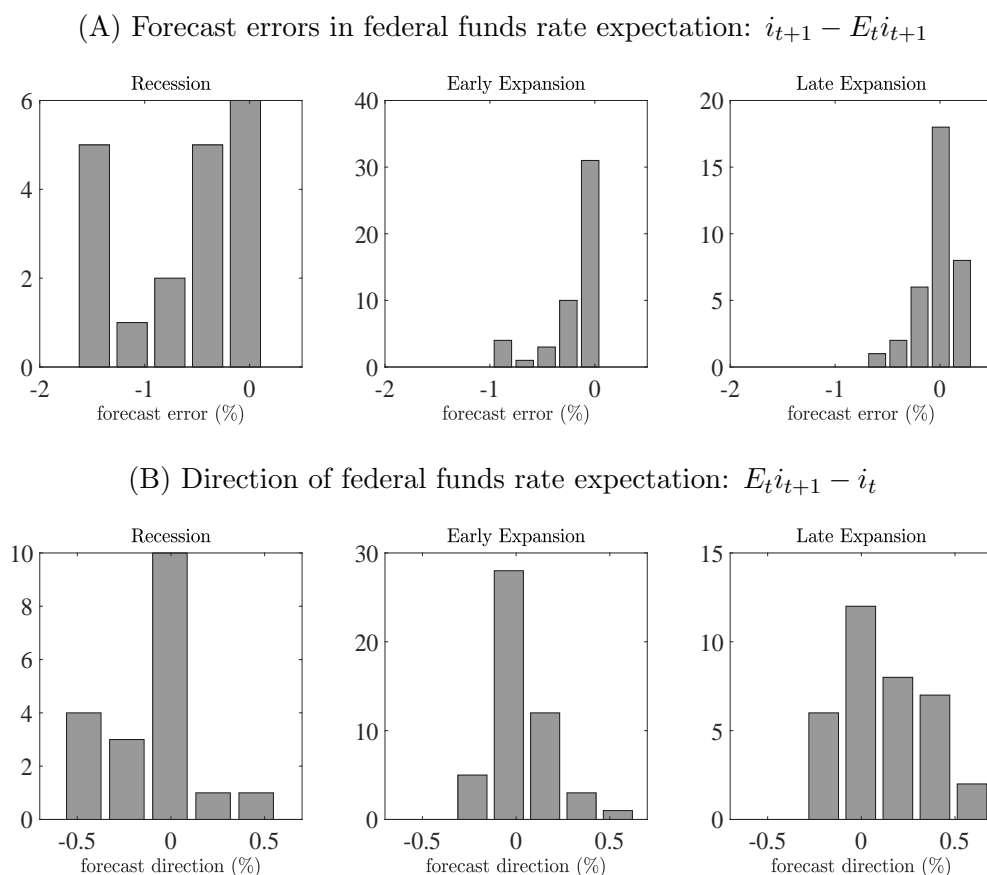 (A) Forecast errors in federal funds rate expectation: i_{t+1} − E_t i_{t+1}
Recession Early Expansion Late Expansion
6 40 20
30 15
4
20 10
2
10 5
0 0 0
-2 -1 0 -2 -1 0 -2 -1 0
forecast error (%) forecast error (%) forecast error (%)
(B) Direction of federal funds rate expectation: E_t i_{t+1} − i_t
Recession Early Expansion Late Expansion
10 30 15
8
20 10
6
4
10 5
2
0 0 0
-0.5 0 0.5 -0.5 0 0.5 -0.5 0 0.5
forecast direction (%) forecast direction (%) forecast direction (%)